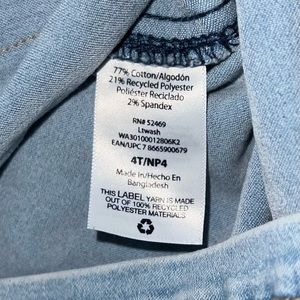 77% Cotton/Algodón
21% Recycled Polyester
Poliéster Reciclado
2% Spandex
RN# 52469
Ltwash
WA30100012806K2
EAN/UPC 7 8665900679
4T/NP4
Made In/Hecho En
Bangladesh
THIS LABEL YARN IS MADE
OUT OF 100% RECYCLED
POLYESTER MATERIALS